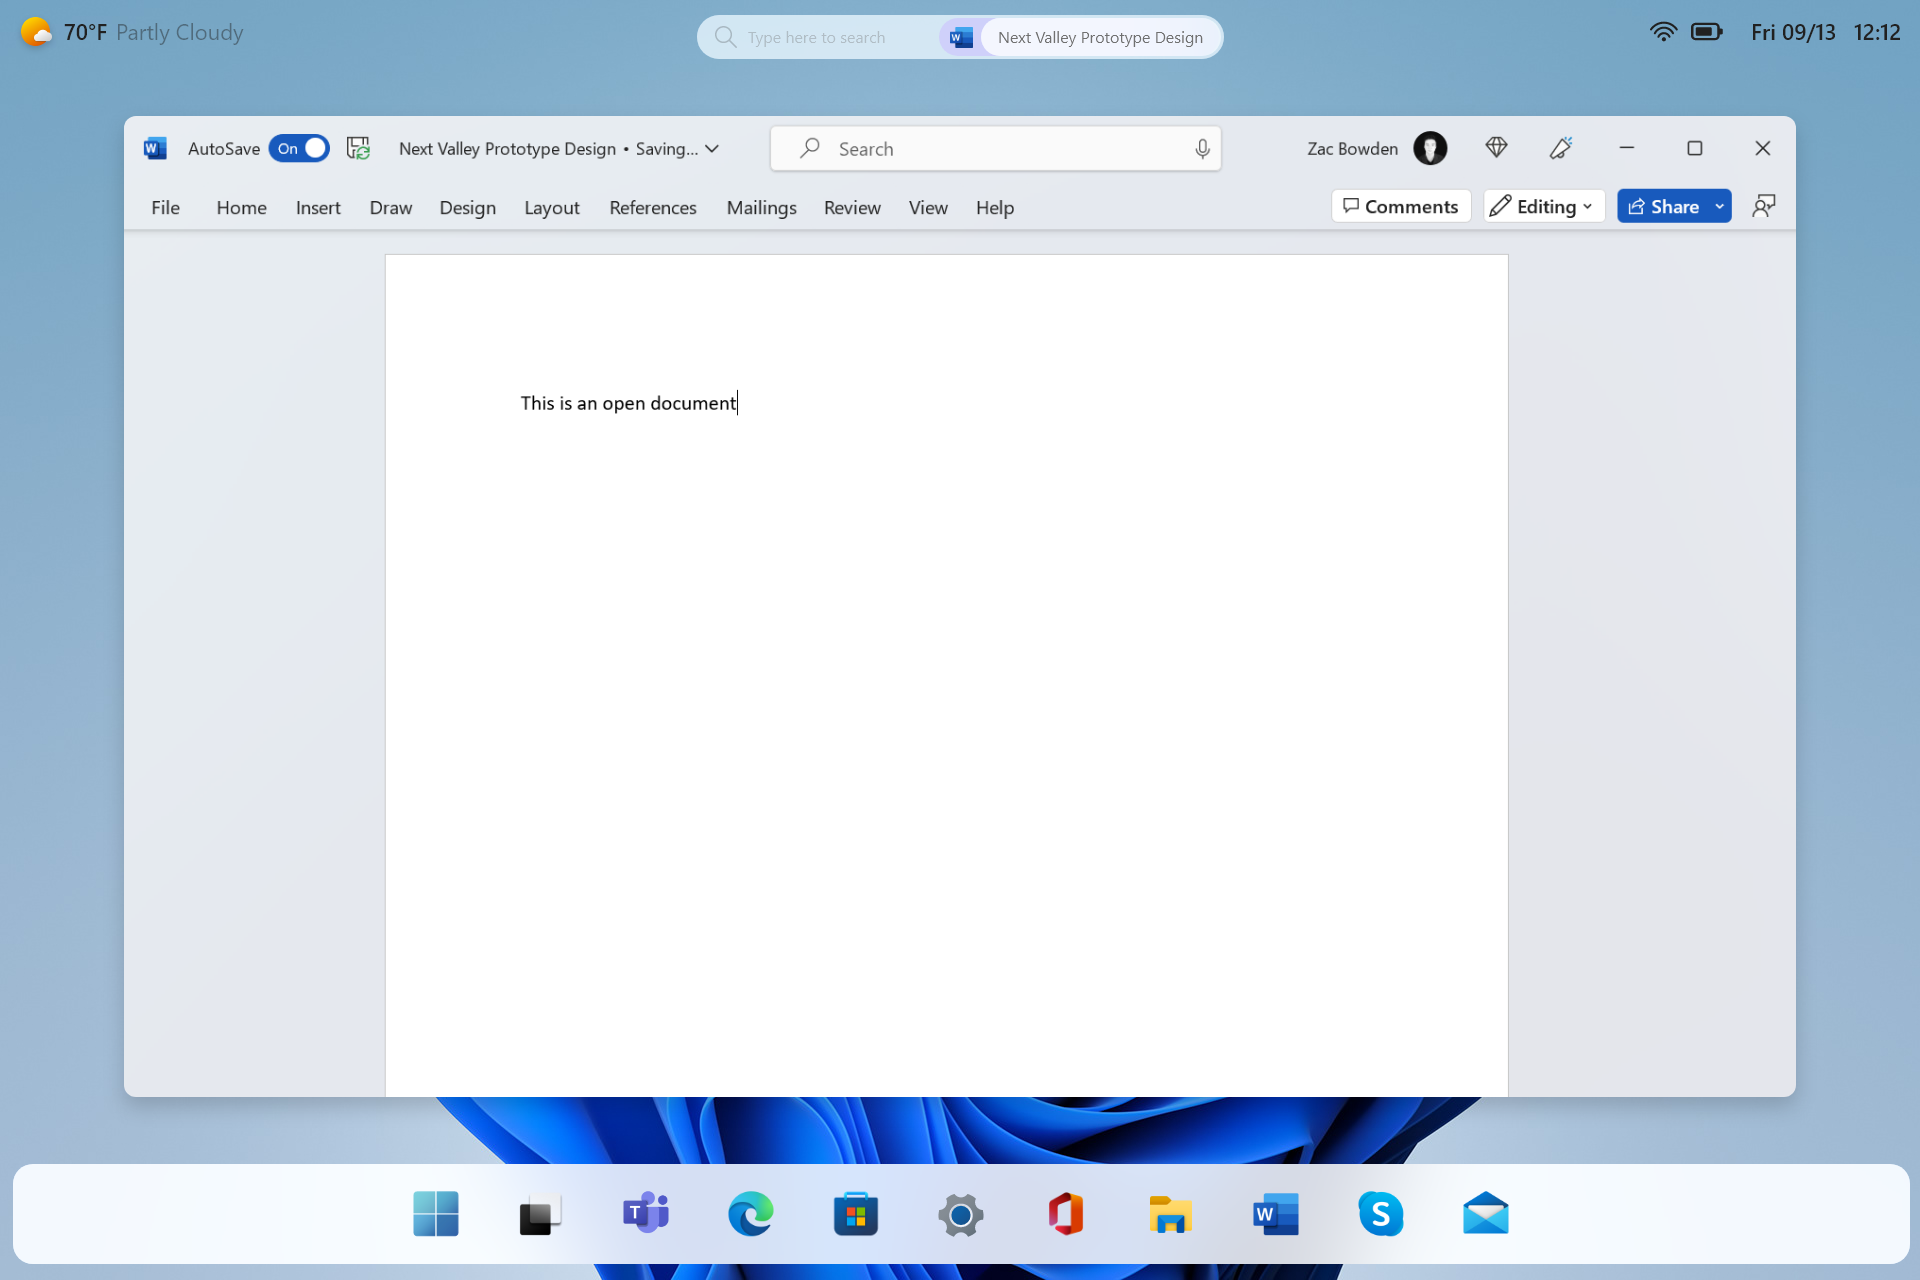 70°F Partly Cloudy
Type here to search
W Next Valley Prototype Design
Fri 09/13 12:12
W AutoSave On Next Valley Prototype Design • Saving...
Search
Zac Bowden
File Home Insert Draw Design Layout References Mailings Review View Help
Comments Editing Share
This is an open document
T W S